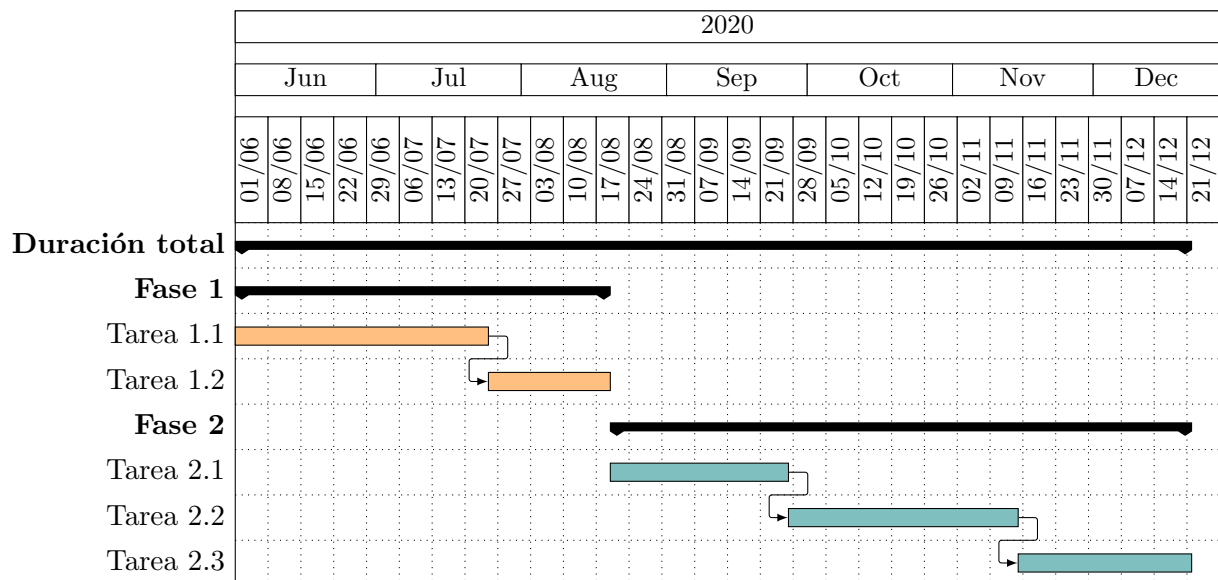 2020
Jun Jul Aug Sep Oct Nov Dec
01/06 08/06 15/06 22/06 29/06 06/07 13/07 20/07 27/07 03/08 10/08 17/08 24/08 31/08 07/09 14/09 21/09 28/09 05/10 12/10 19/10 26/10 02/11 09/11 16/11 23/11 30/11 07/12 14/12 21/12
Duración total
Fase 1
Tarea 1.1
Tarea 1.2
Fase 2
Tarea 2.1
Tarea 2.2
Tarea 2.3